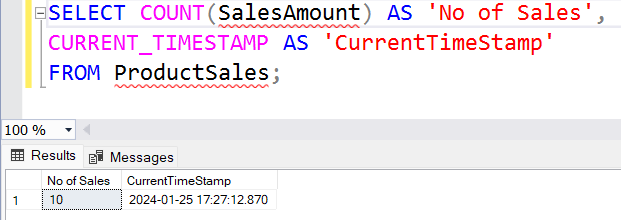 SELECT COUNT(SalesAmount) AS 'No of Sales',
CURRENT_TIMESTAMP AS 'CurrentTimeStamp'
FROM ProductSales;
100 %
Results Messages
No of Sales CurrentTimeStamp
1 10 2024-01-25 17:27:12.870